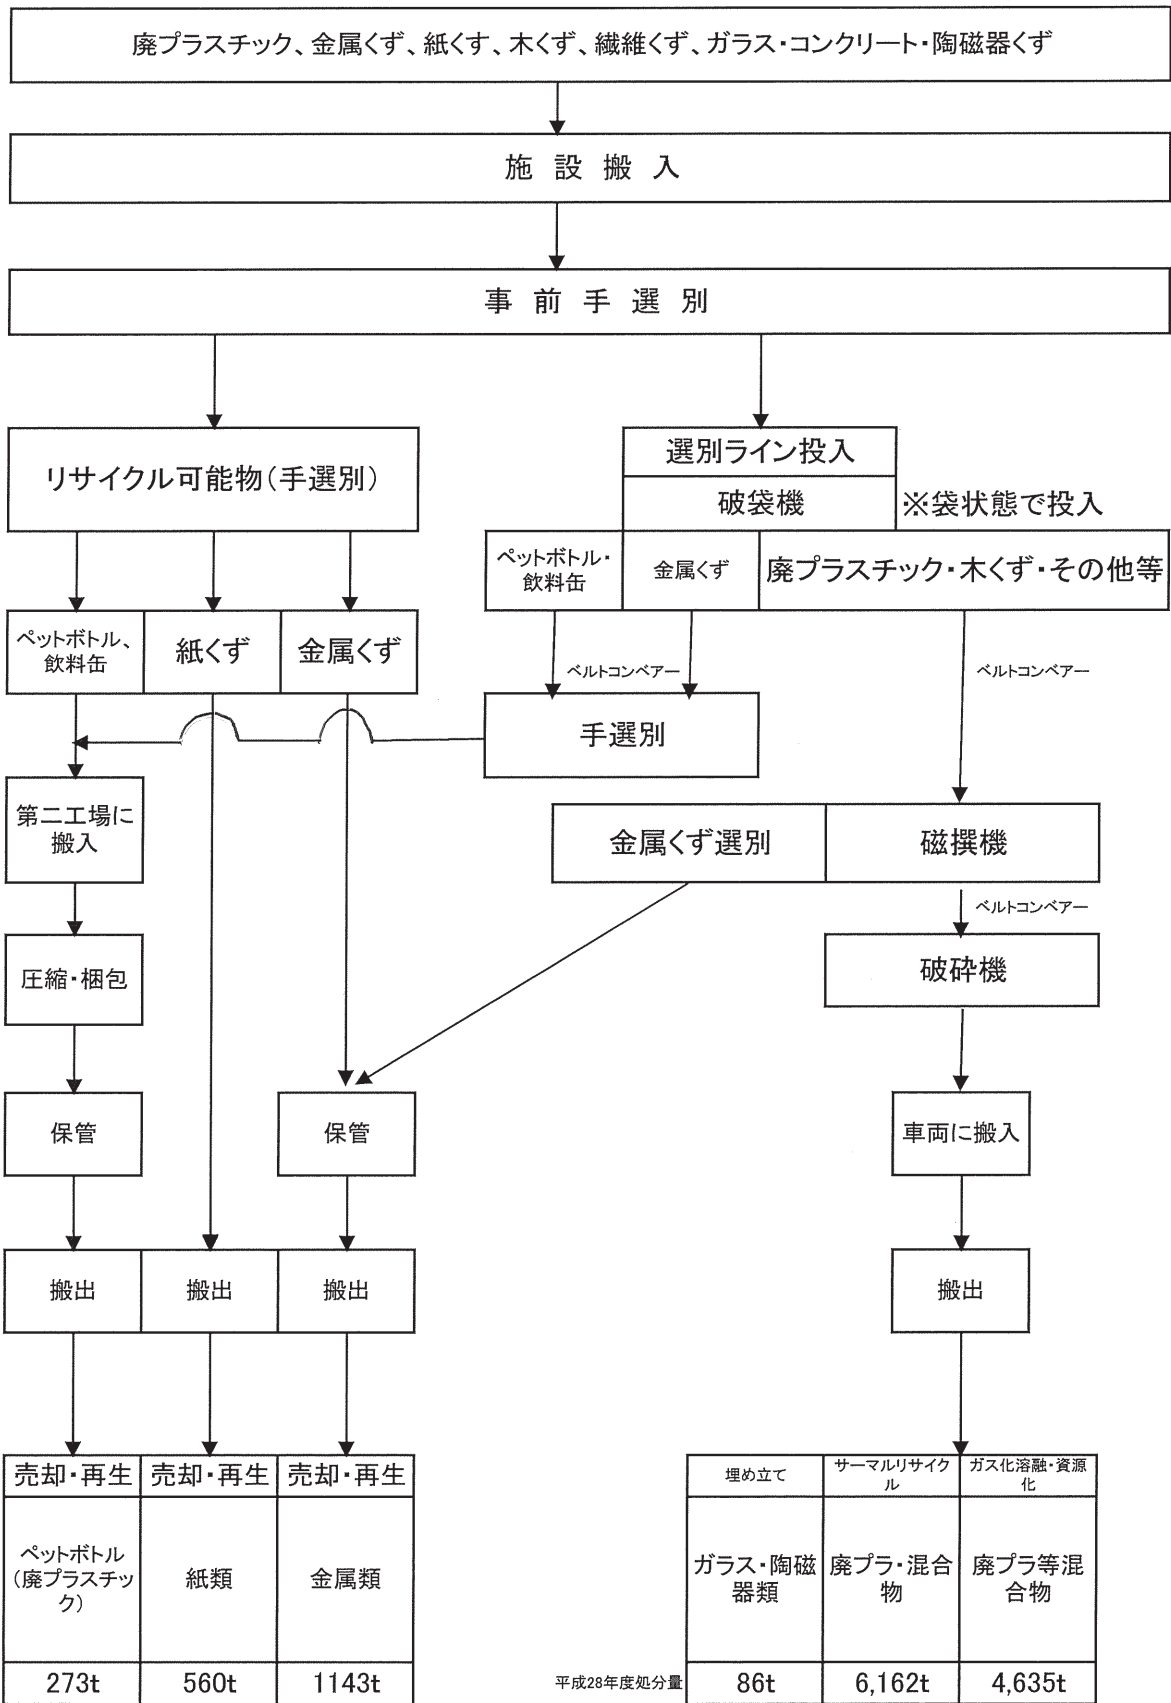 廃プラスチック、金属くず、紙くす、木くず、繊維くず、ガラス・コンクリート・陶磁器くず
施設搬入
事前手選別
リサイクル可能物(手選別)
選別ライン投入
破袋機
※袋状態で投入
ペットボトル・
飲料缶
金属くず
廃プラスチック・木くず・その他等
ペットボトル、
飲料缶
紙くず
金属くず
ベルトコンベアー
ベルトコンベアー
手選別
第二工場に
搬入
金属くず選別
磁撰機
ベルトコンベアー
圧縮・梱包
破砕機
保管
保管
車両に搬入
搬出
搬出
搬出
搬出
売却・再生
売却・再生
売却・再生
埋め立て
サーマルリサイク
ル
ガス化溶融・資源
化
ペットボトル
(廃プラスチッ
ク)
紙類
金属類
ガラス・陶磁
器類
廃プラ・混合
物
廃プラ等混
合物
273t
560t
1143t
平成28年度処分量
86t
6,162t
4,635t